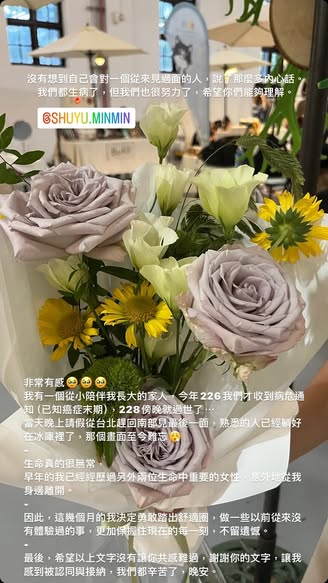 沒有想到自己會對一個從來見過面的人，說了那麼多內心話。
我們都生病了，但我們也很努力了，希望你們能夠理解。
@SHUYU.MINMIN
非常有感🥺🥺🥺
我有一個從小陪伴我長大的家人，今年226我們才收到病危通
知 (已知癌症末期)，228傍晚就過世了⋯
當天晚上請假從台北趕回南部見最後一面，熟悉的人已經躺好
在冰庫裡了，那個畫面至今難忘
-
生命真的很無常。
早年的我已經經歷過另外兩位生命中重要的女性，意外地從我
身邊離開。
-
因此，這幾個月的我決定勇敢踏出舒適圈，做一些以前從來沒
有體驗過的事，更加保握住現在的每一刻，不留遺憾。
-
最後，希望以上文字沒有讓你共感難過，謝謝你的文字，讓我
感到被認同與接納，我們都辛苦了，晚安。